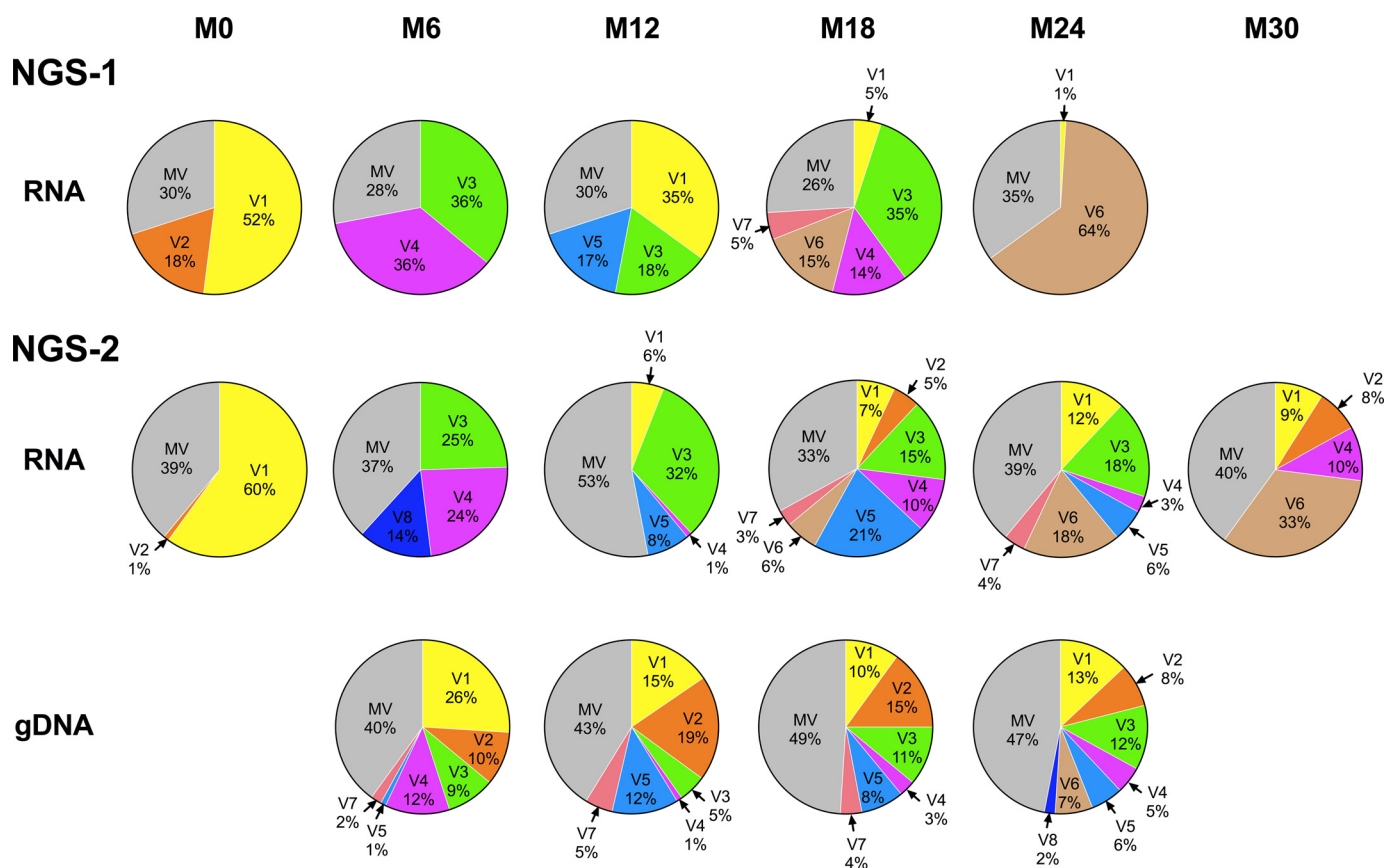 M0 M6 M12 M18 M24 M30
NGS-1
RNA
MV
30%
V1
52%
V2
18%
MV
28%
V3
36%
V4
36%
MV
30%
V1
35%
V5
17%
V3
18%
V1
5%
MV
26%
V3
35%
V7
5%
V6
15%
V4
14%
V1
1%
MV
35%
V6
64%
NGS-2
RNA
MV
39%
V1
60%
V2
1%
MV
37%
V3
25%
V8
14%
V4
24%
V1
6%
MV
53%
V3
32%
V5
8%
V4
1%
MV
33%
V1
7%
V2
5%
V3
15%
V4
10%
V5
21%
V6
6%
V7
3%
MV
39%
V1
12%
V3
18%
V4
3%
V5
6%
V6
18%
V7
4%
MV
40%
V1
9%
V2
8%
V4
10%
V6
33%
gDNA
MV
40%
V1
26%
V2
10%
V3
9%
V4
12%
V5
1%
V7
2%
MV
43%
V1
15%
V2
19%
V3
5%
V4
1%
V5
12%
V7
5%
MV
49%
V1
10%
V2
15%
V3
11%
V4
3%
V5
8%
V7
4%
MV
47%
V1
13%
V2
8%
V3
12%
V4
5%
V5
6%
V6
7%
V8
2%